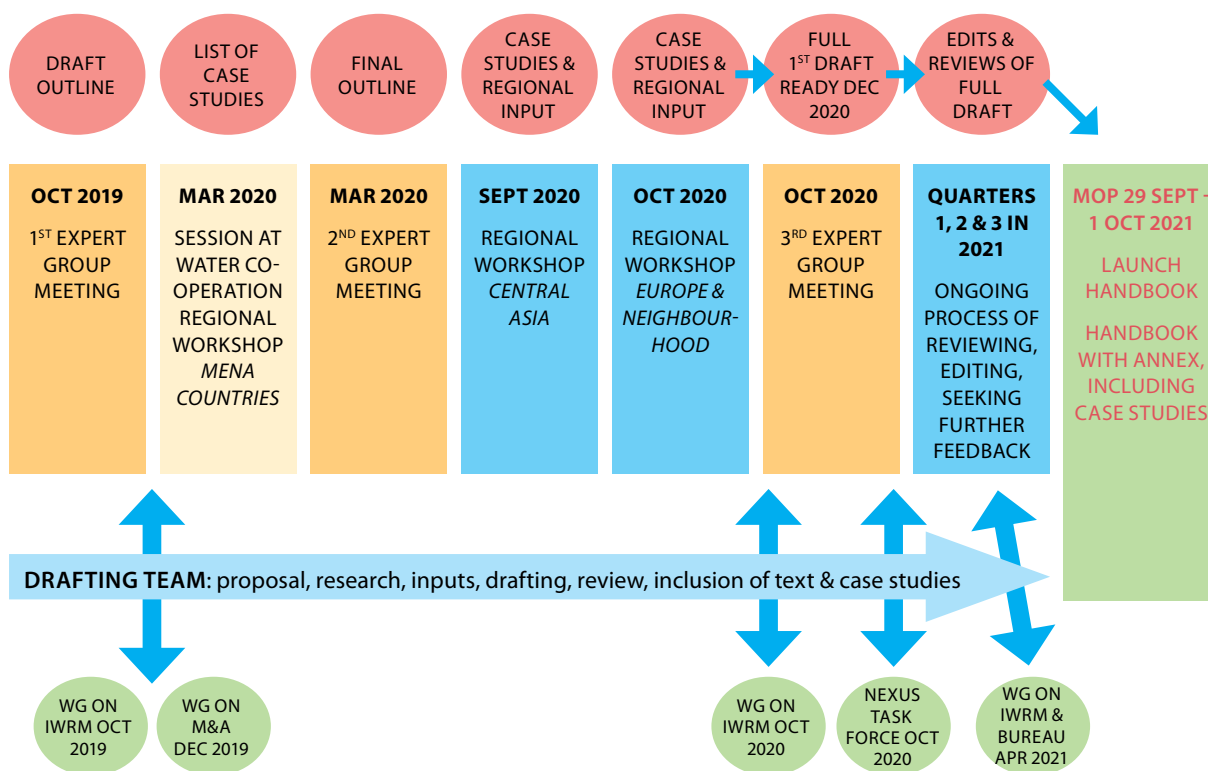 DRAFT
OUTLINE
LIST OF
CASE
STUDIES
FINAL
OUTLINE
CASE
STUDIES &
REGIONAL
INPUT
CASE
STUDIES &
REGIONAL
INPUT
FULL
1ST DRAFT
READY DEC
2020
EDITS &
REVIEWS OF
FULL
DRAFT
OCT 2019
1ST EXPERT
GROUP
MEETING
MAR 2020
SESSION AT
WATER CO-
OPERATION
REGIONAL
WORKSHOP
MENA
COUNTRIES
MAR 2020
2ND EXPERT
GROUP
MEETING
SEPT 2020
REGIONAL
WORKSHOP
CENTRAL
ASIA
OCT 2020
REGIONAL
WORKSHOP
EUROPE &
NEIGHBOUR-
HOOD
OCT 2020
3RD EXPERT
GROUP
MEETING
QUARTERS
1, 2 & 3 IN
2021
ONGOING
PROCESS OF
REVIEWING,
EDITING,
SEEKING
FURTHER
FEEDBACK
MOP 29 SEPT -
1 OCT 2021
LAUNCH
HANDBOOK
HANDBOOK
WITH ANNEX,
INCLUDING
CASE STUDIES
DRAFTING TEAM: proposal, research, inputs, drafting, review, inclusion of text & case studies
WG ON
IWRM OCT
2019
WG ON
M&A
DEC 2019
WG ON
IWRM OCT
2020
NEXUS
TASK
FORCE OCT
2020
WG ON
IWRM &
BUREAU
APR 2021